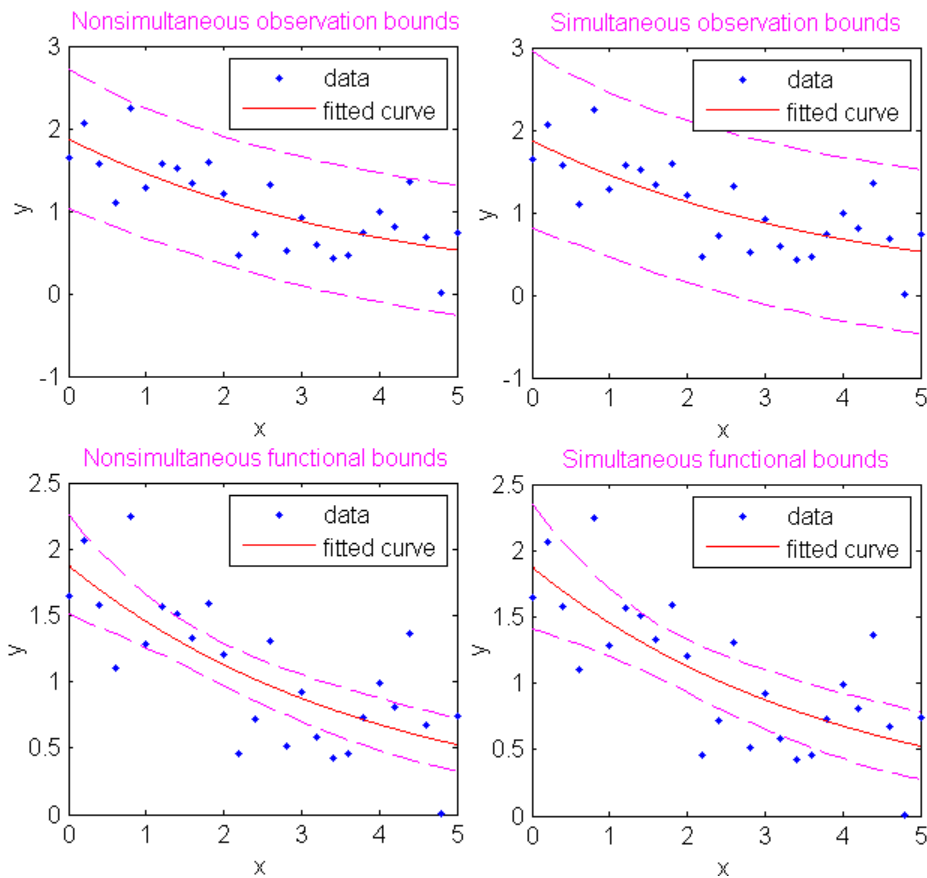 Nonsimultaneous observation bounds
3
2
1
0
-1
y
data
fitted curve
0 1 2 3 4 5
x
Simultaneous observation bounds
3
2
1
0
-1
y
data
fitted curve
0 1 2 3 4 5
x
Nonsimultaneous functional bounds
2.5
2
1.5
1
0.5
0
y
data
fitted curve
0 1 2 3 4 5
x
Simultaneous functional bounds
2.5
2
1.5
1
0.5
0
y
data
fitted curve
0 1 2 3 4 5
x